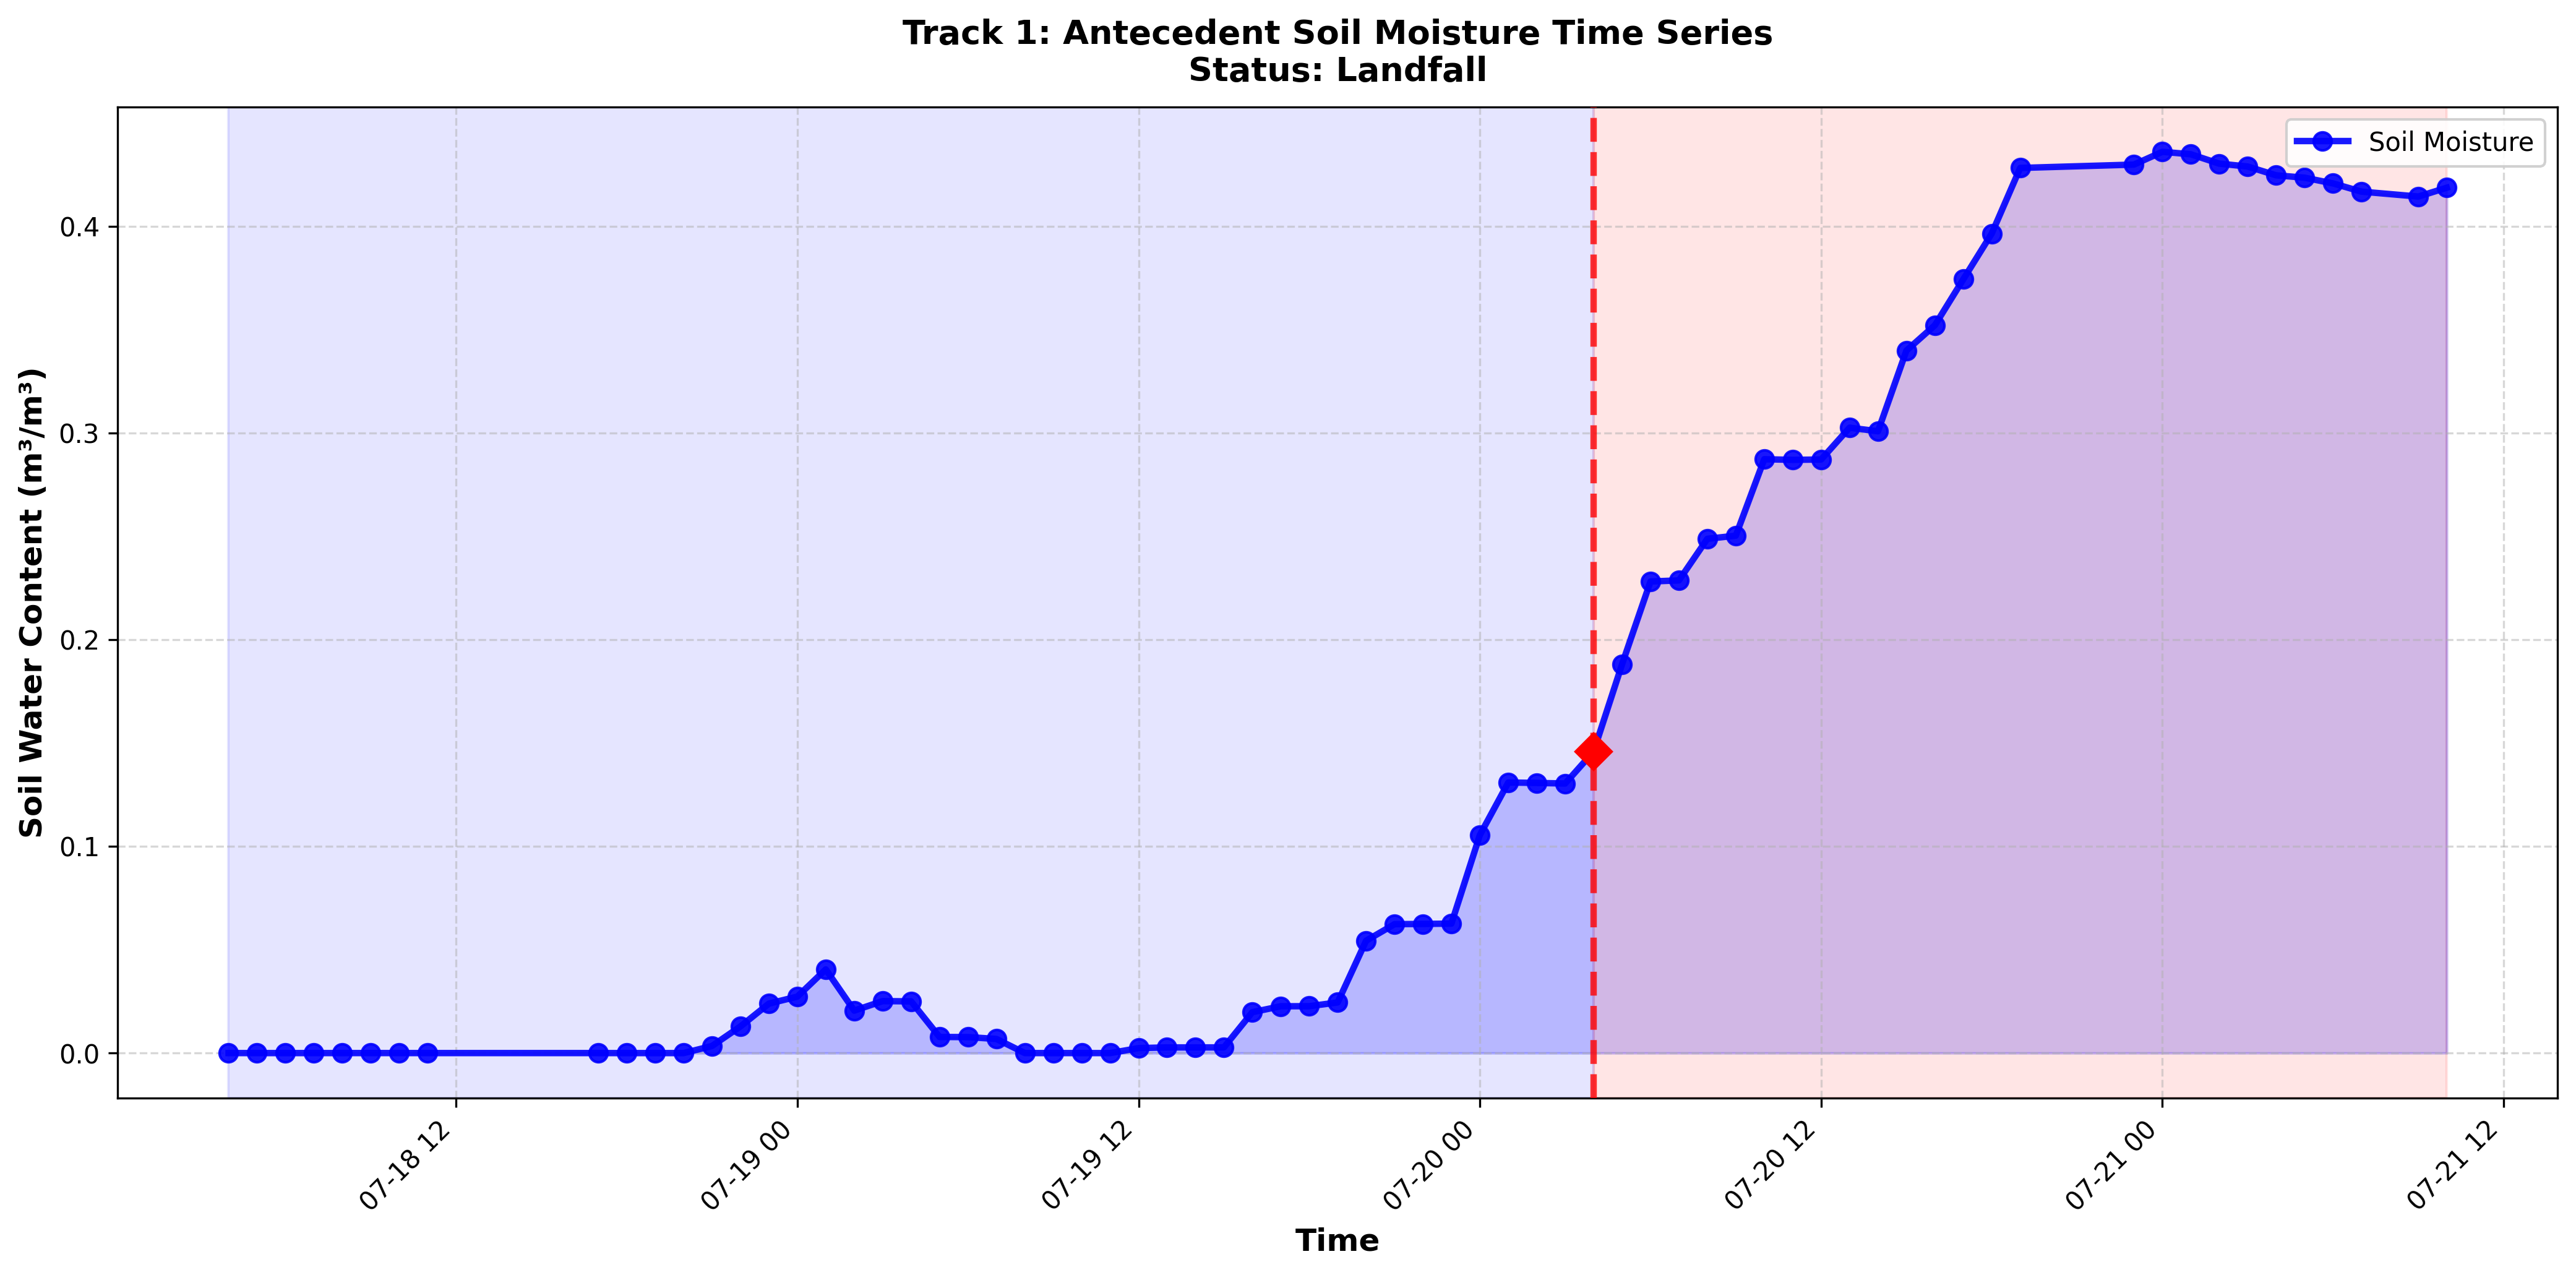 Track 1: Antecedent Soil Moisture Time Series
Status: Landfall
Soil Moisture
Soil Water Content (m³/m³)
0.4
0.3
0.2
0.1
0.0
07-18 12
07-19 00
07-19 12
07-20 00
07-20 12
07-21 00
07-21 12
Time